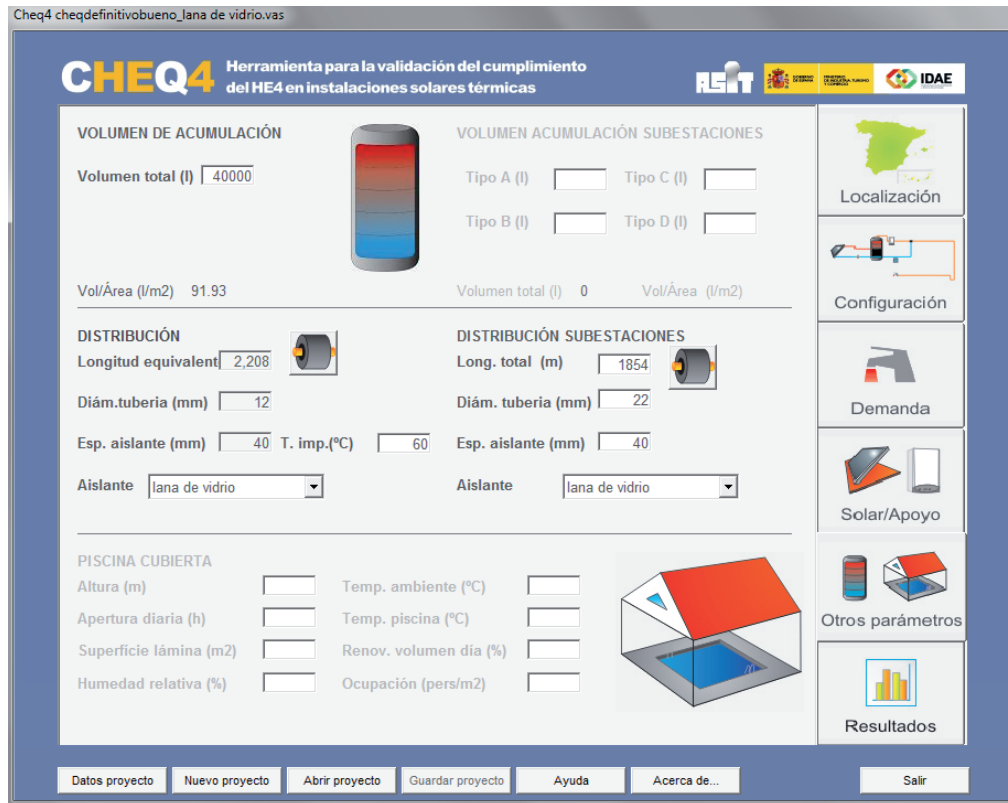 Cheq4 cheqdefinitivobueno_lana de vidrio.vas
CHEQ4
Herramienta para la validación del cumplimiento
del HE4 en instalaciones solares térmicas
ASIT
IDAE
VOLUMEN DE ACUMULACIÓN
Volumen total (l) 40000
Vol/Área (l/m2) 91.93
VOLUMEN ACUMULACIÓN SUBESTACIONES
Tipo A (l) Tipo C (l)
Tipo B (l) Tipo D (l)
Volumen total (l) 0 Vol/Área (l/m2)
DISTRIBUCIÓN
Longitud equivalent 2,208
Diám.tuberia (mm) 12
Esp. aislante (mm) 40 T. imp.(ºC) 60
Aislante lana de vidrio
DISTRIBUCIÓN SUBESTACIONES
Long. total (m) 1854
Diám. tuberia (mm) 22
Esp. aislante (mm) 40
Aislante lana de vidrio
PISCINA CUBIERTA
Altura (m) Temp. ambiente (ºC)
Apertura diaria (h) Temp. piscina (ºC)
Superfície lámina (m2) Renov. volumen día (%)
Humedad relativa (%) Ocupación (pers/m2)
Localización
Configuración
Demanda
Solar/Apoyo
Otros parámetros
Resultados
Datos proyecto Nuevo proyecto Abrir proyecto Guardar proyecto Ayuda Acerca de... Salir